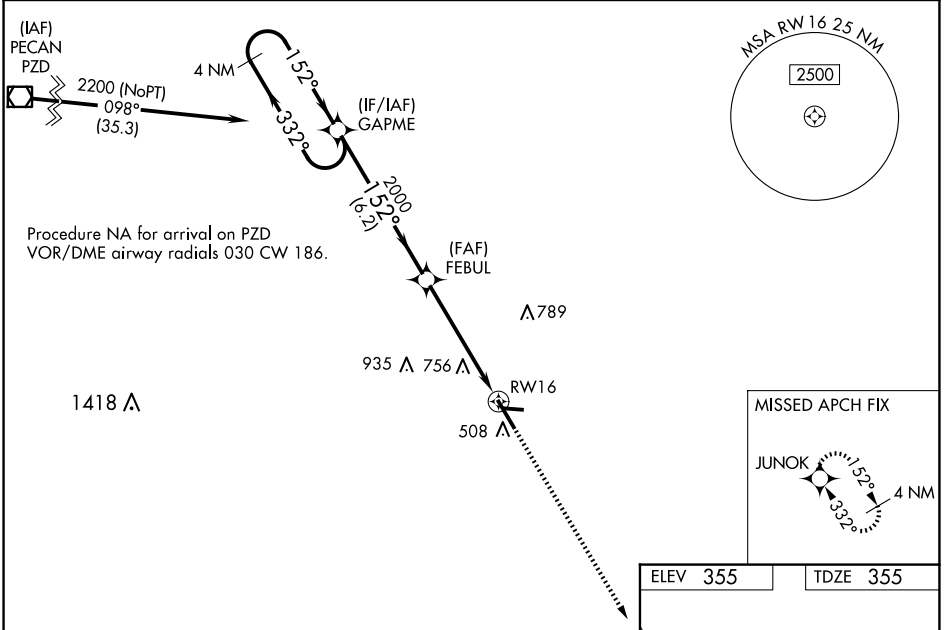 (IAF)
PECAN
PZD
2200 (NoPT)
098°
(35.3)
4 NM
152°
332°
(IF/IAF)
GAPME
2000
152°
(6.2)
MSA RW 16 25 NM
2500
Procedure NA for arrival on PZD
VOR/DME airway radials 030 CW 186.
(FAF)
FEBUL
789
935
756
RW16
1418
508
MISSED APCH FIX
JUNOK
152°
4 NM
332°
ELEV 355
TDZE 355